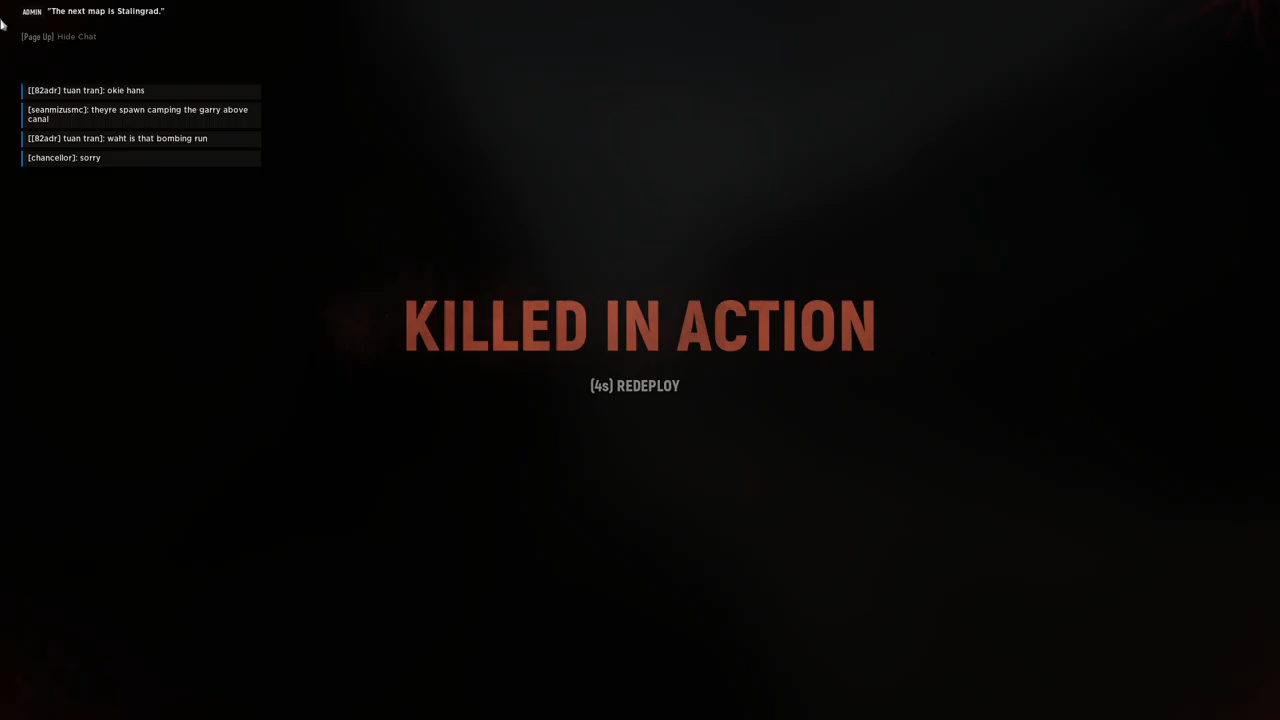 ADMIN "The next map is Stalingrad."
[Page Up] Hide Chat
[[82adr] tuan tran]: okie hans
[seanmizusmc]: theyre spawn camping the garry above
canal
[[82adr] tuan tran]: waht is that bombing run
[chancellor]: sorry
KILLED IN ACTION
(4s) REDEPLOY